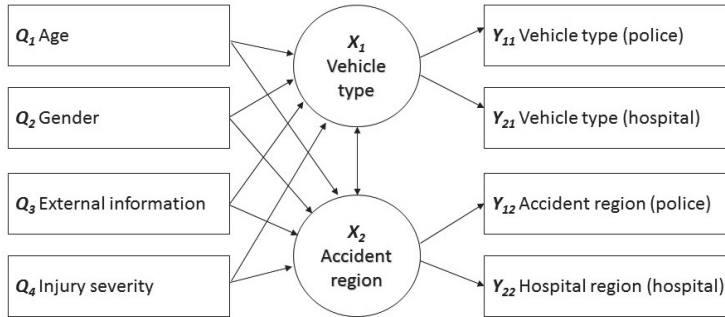 Q1 Age
Q2 Gender
Q3 External information
Q4 Injury severity
X1
Vehicle
type
X2
Accident
region
Y11 Vehicle type (police)
Y21 Vehicle type (hospital)
Y12 Accident region (police)
Y22 Hospital region (hospital)